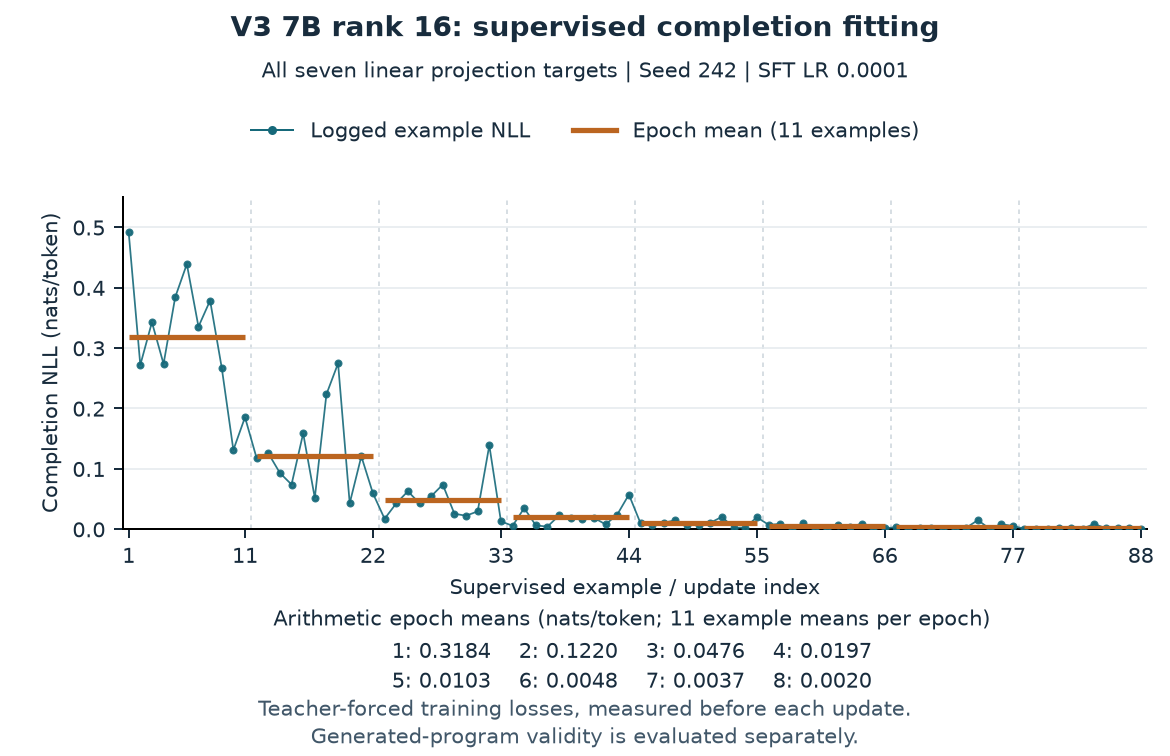 V3 7B rank 16: supervised completion fitting
All seven linear projection targets | Seed 242 | SFT LR 0.0001
Logged example NLL
Epoch mean (11 examples)
Completion NLL (nats/token)
0.5
0.4
0.3
0.2
0.1
0.0
1 11 22 33 44 55 66 77 88
Supervised example / update index
Arithmetic epoch means (nats/token; 11 example means per epoch)
1: 0.3184 2: 0.1220 3: 0.0476 4: 0.0197
5: 0.0103 6: 0.0048 7: 0.0037 8: 0.0020
Teacher-forced training losses, measured before each update.
Generated-program validity is evaluated separately.